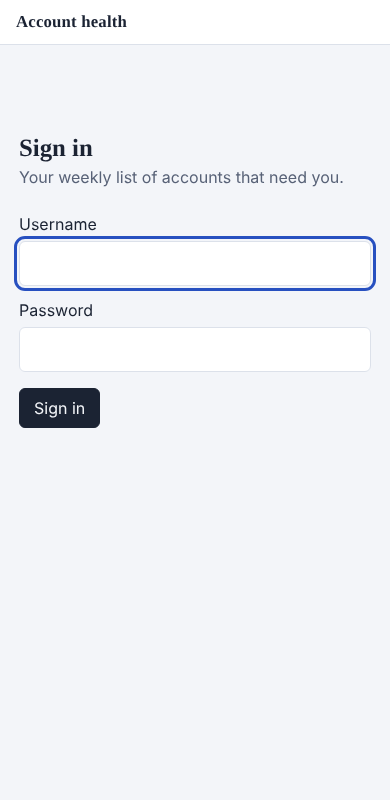 Account health
Sign in
Your weekly list of accounts that need you.
Username
Password
Sign in